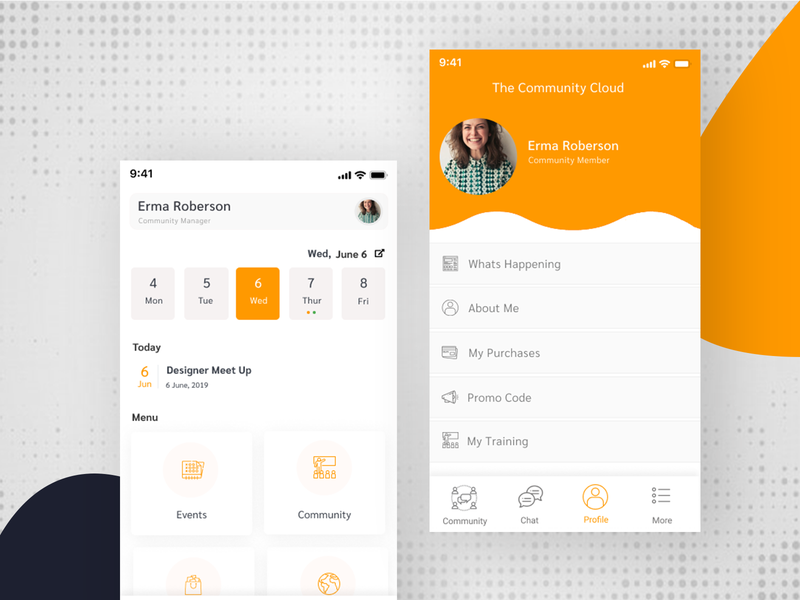 9:41
Erma Roberson
Community Manager
Wed, June 6
4 5 6 7 8
Mon Tue Wed Thur Fri
Today
6 Designer Meet Up
Jun 6 June, 2019
Menu
Events Community
9:41
The Community Cloud
Erma Roberson
Community Member
Whats Happening
About Me
My Purchases
Promo Code
My Training
Community Chat Profile More